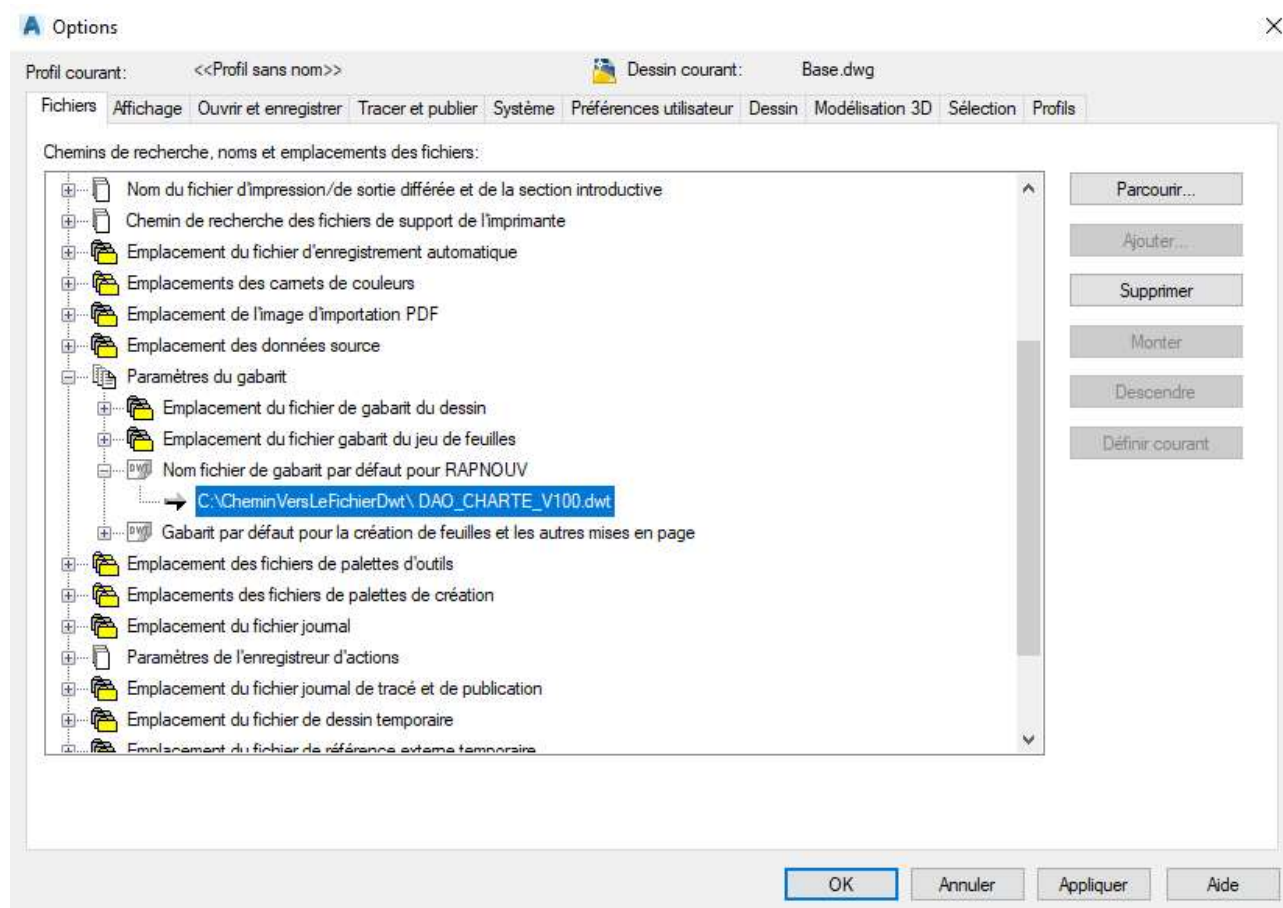 Options
Profil courant: <<Profil sans nom>> Dessin courant: Base.dwg
Fichiers Affichage Ouvrir et enregistrer Tracer et publier Système Préférences utilisateur Dessin Modélisation 3D Sélection Profils
Chemins de recherche, noms et emplacements des fichiers:
Nom du fichier d'impression/de sortie différée et de la section introductive
Parcourir...
Chemin de recherche des fichiers de support de l'imprimante
Ajouter...
Emplacement du fichier d'enregistrement automatique
Emplacements des carnets de couleurs
Supprimer
Emplacement de l'image d'importation PDF
Emplacement des données source
Monter
Paramètres du gabarit
Descendre
Emplacement du fichier de gabarit du dessin
Emplacement du fichier gabarit du jeu de feuilles
Définir courant
Nom fichier de gabarit par défaut pour RAPNOUV
C:\CheminVersLeFichierDwt\ DAO_CHARTE_V100.dwt
Gabarit par défaut pour la création de feuilles et les autres mises en page
Emplacement des fichiers de palettes d'outils
Emplacements des fichiers de palettes de création
Emplacement du fichier journal
Paramètres de l'enregistreur d'actions
Emplacement du fichier journal de tracé et de publication
Emplacement du fichier de dessin temporaire
Emplacement du fichier de référence externe temporaire
OK Annuler Appliquer Aide